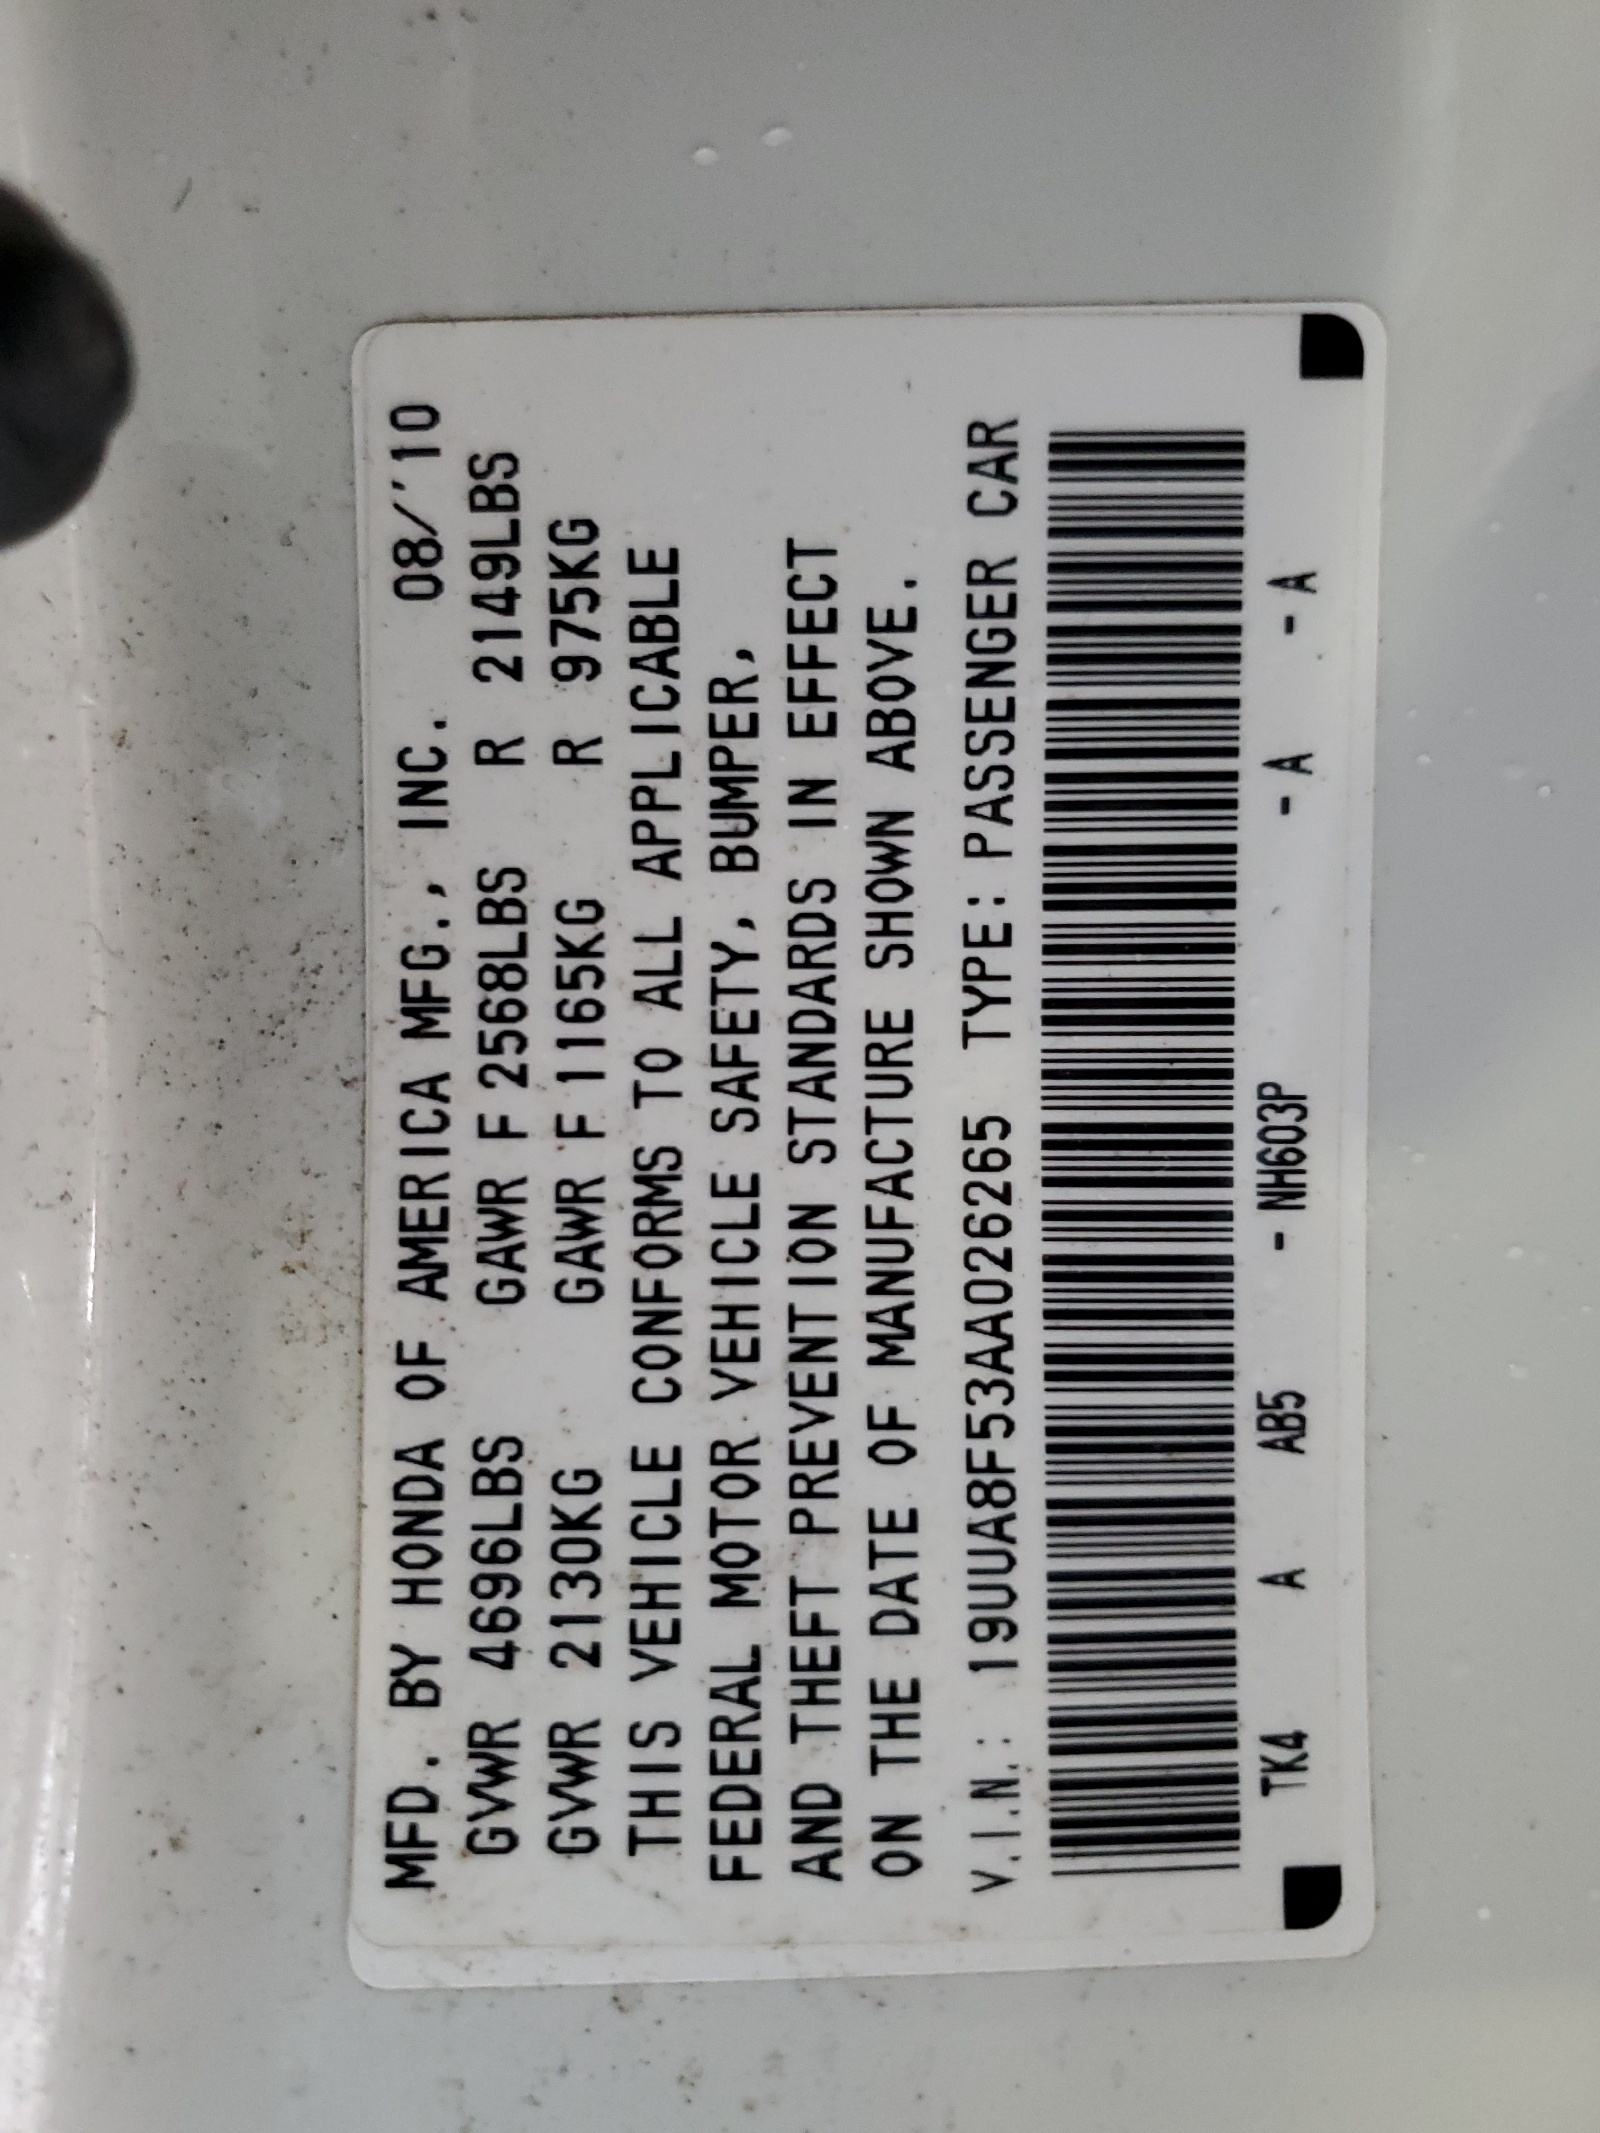 MFD. BY HONDA OF AMERICA MFG., INC. 08/'10
GVWR 4696LBS GAWR F 2568LBS R 2149LBS
GVWR 2130KG GAWR F 1165KG R 975KG
THIS VEHICLE CONFORMS TO ALL APPLICABLE
FEDERAL MOTOR VEHICLE SAFETY, BUMPER,
AND THEFT PREVENTION STANDARDS IN EFFECT
ON THE DATE OF MANUFACTURE SHOWN ABOVE.
V.I.N.: 19UUA8F53AA026265 TYPE: PASSENGER CAR
TK4 A AB5 - NH603P - A - A